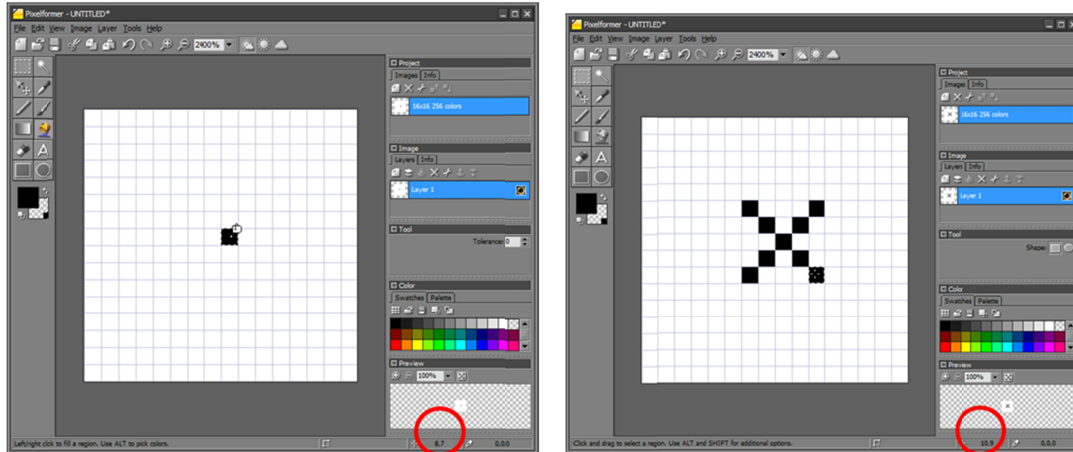 Pixelformer - UNTITLED*
File Edit View Image Layer Tools Help
2400%
Project
Images Info
16x16 256 colors
Image
Layers Info
Layer 1
Tool
Tolerance: 0
Color
Swatches Palette
Preview
100%
Left/right click to fill a region. Use ALT to pick colors.
8,7
0,0,0
Pixelformer - UNTITLED*
File Edit View Image Layer Tools Help
2400%
Project
Images Info
16x16 256 colors
Image
Layers Info
Layer 1
Tool
Shape:
Color
Swatches Palette
Preview
100%
Click and drag to select a region. Use ALT and SHIFT for additional options.
10,9
0,0,0